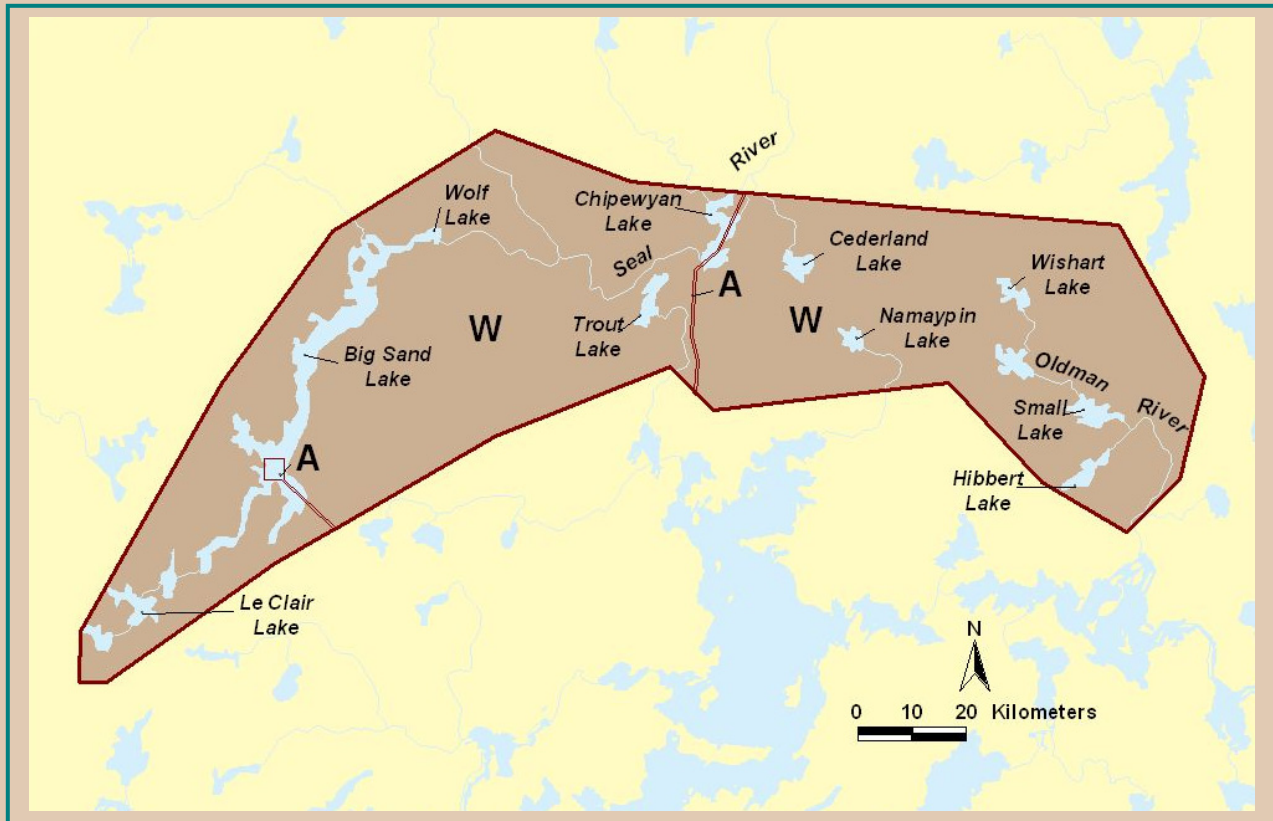 River
Wolf
Lake
Chipewyan
Lake
Seal
Cederland
Lake
Wishart
Lake
A
W
W
Trout
Lake
Namaypin
Lake
Big Sand
Lake
Oldman
River
Small
Lake
A
Hibbert
Lake
Le Clair
Lake
N
0 10 20 Kilometers